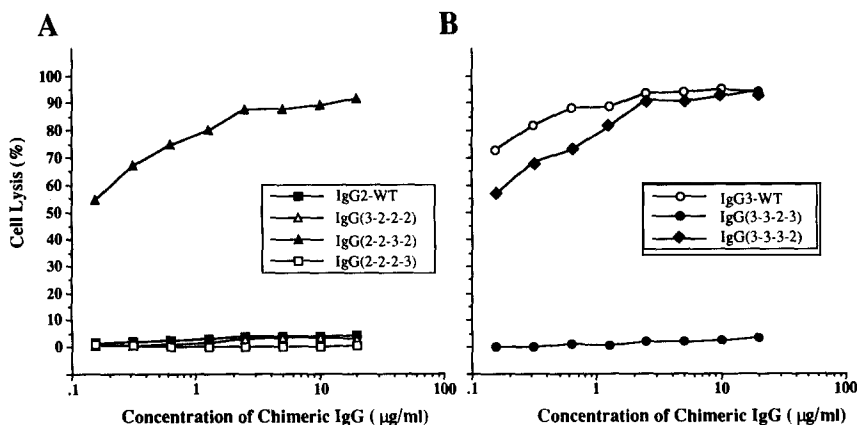 A
Cell Lysis (%)
100
90
80
70
60
50
40
30
20
10
0
.1
1
10
100
Concentration of Chimeric IgG ( µg/ml)
IgG2-WT
IgG(3-2-2-2)
IgG(2-2-3-2)
IgG(2-2-2-3)
B
.1
1
10
100
Concentration of Chimeric IgG ( µg/ml)
IgG3-WT
IgG(3-3-2-3)
IgG(3-3-3-2)